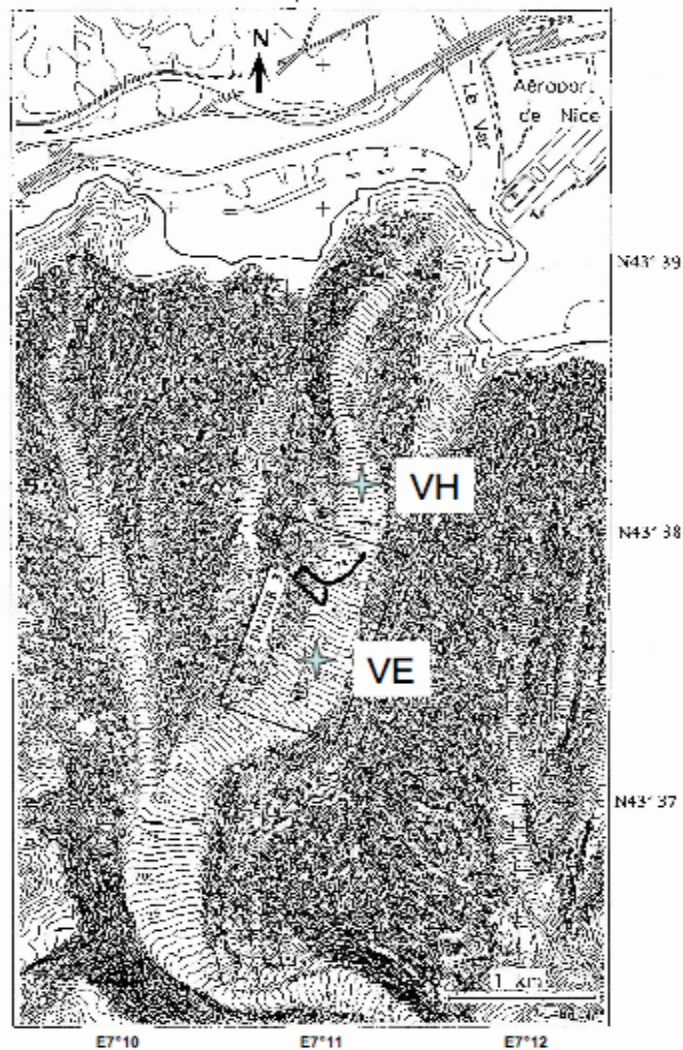 N
Le Var
Aéroport
de Nice
N43° 39
VH
N43° 38
VE
N43° 37
1 km
E7°10
E7°11
E7°12